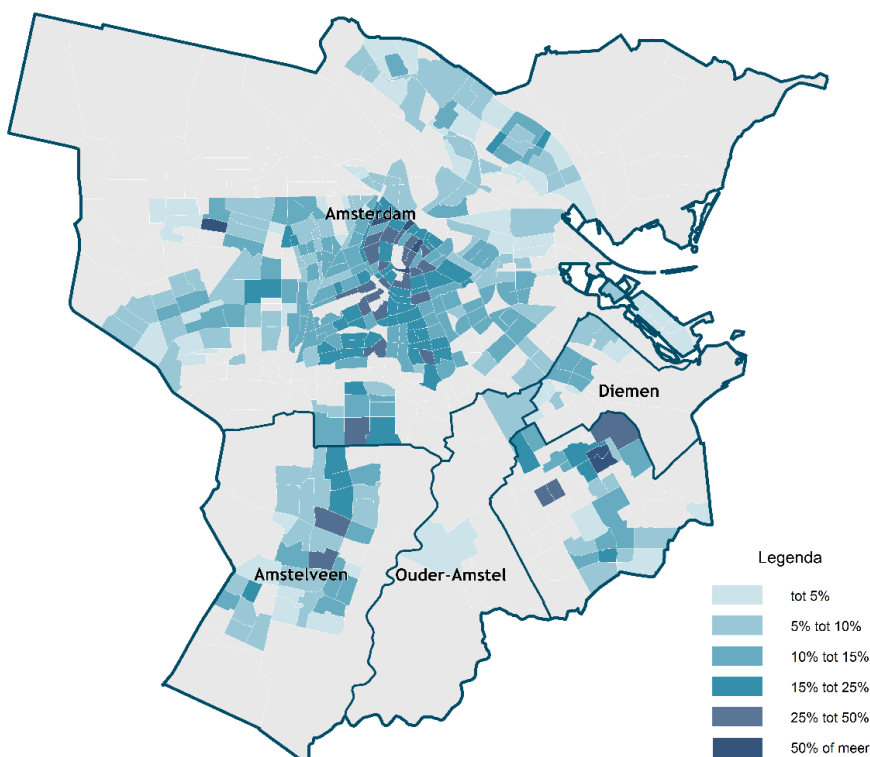 Amsterdam
Diemen
Amstelveen
Ouder-Amstel
Legenda
tot 5%
5% tot 10%
10% tot 15%
15% tot 25%
25% tot 50%
50% of meer